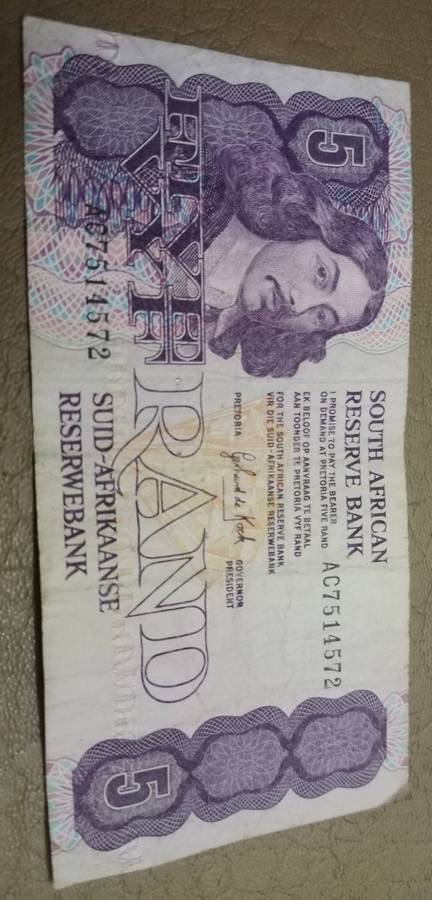 SOUTH AFRICAN
RESERVE BANK
I PROMISE TO PAY THE BEARER
ON DEMAND AT PRETORIA FIVE RAND
AC7514572
EK BELOOF OP AANVRAAG TE BETAAL
AAN TOONDER TE PRETORIA VYF RAND
FOR THE SOUTH AFRICAN RESERVE BANK
VIR DIE SUID-AFRIKAANSE RESERWEBANK
PRETORIA
GOVERNOR
PRESIDENT
5
FIVE
VYF
RAND
AC7514572
SUID-AFRIKAANSE
RESERWEBANK
5